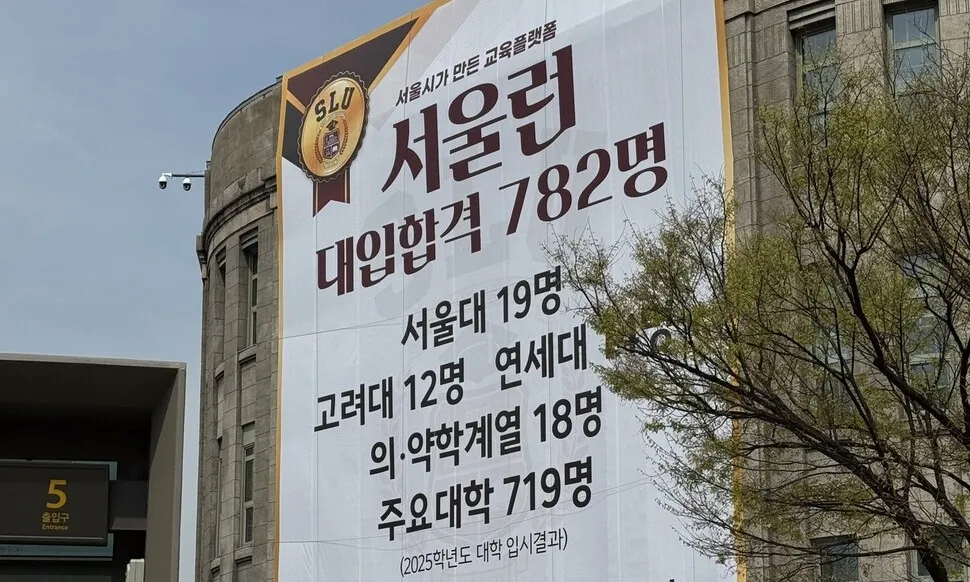 SLU
서울시가 만든 교육플랫폼
서울런
대입합격 782명
서울대 19명
고려대 12명 연세대
의·약학계열 18명
주요대학 719명
(2025학년도 대학 입시결과)
5
출입구
Entrance